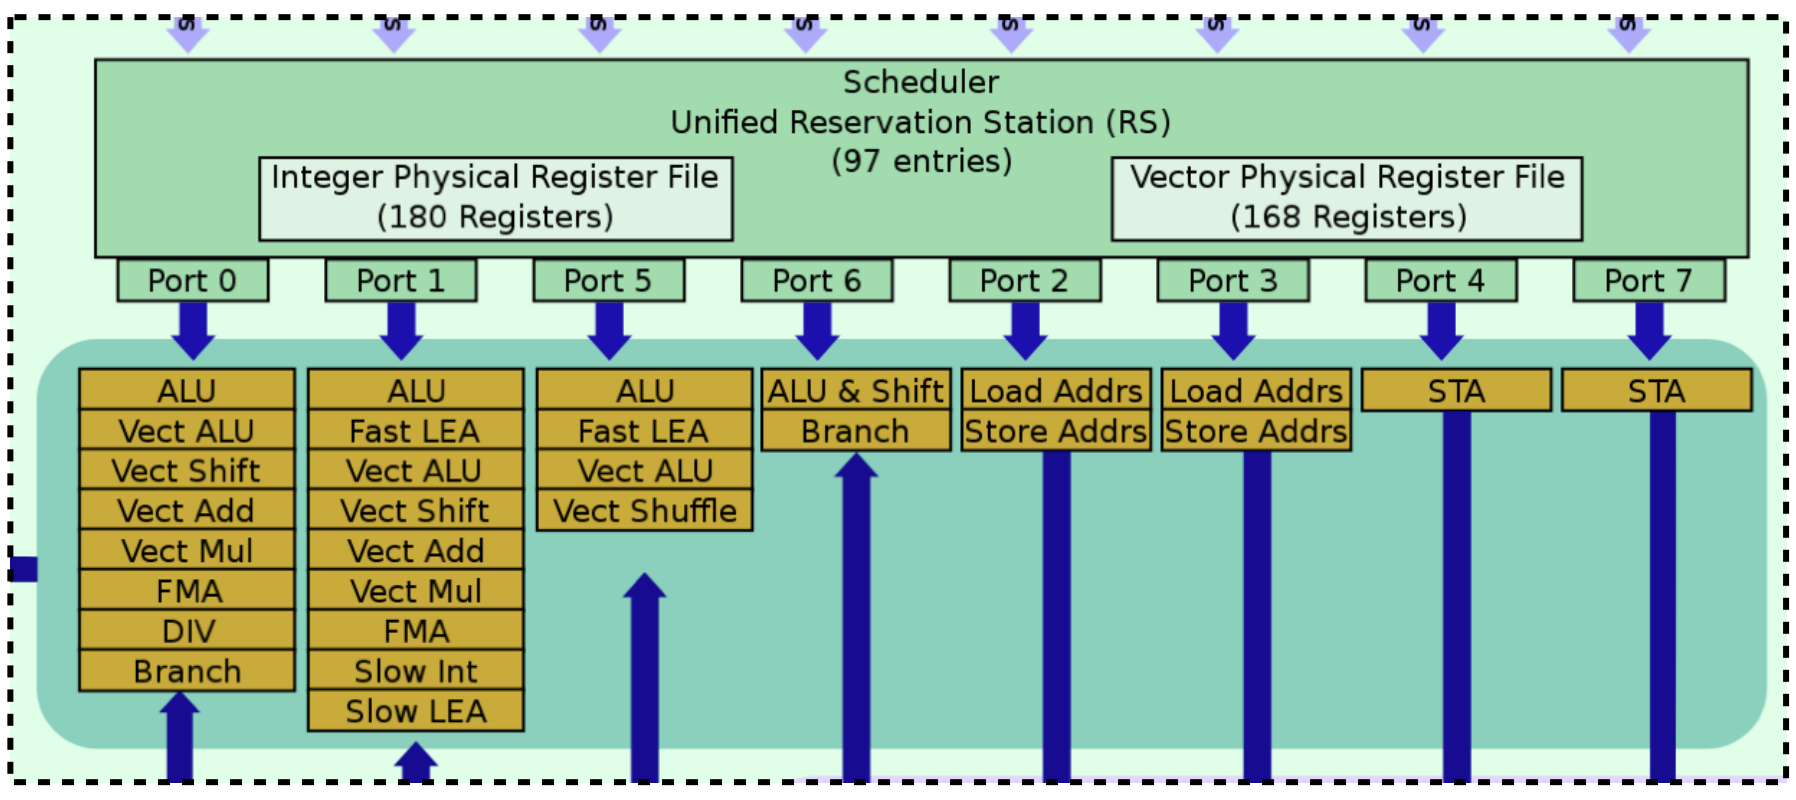 S S S S S S S S
Scheduler
Unified Reservation Station (RS)
(97 entries)
Integer Physical Register File
(180 Registers)
Vector Physical Register File
(168 Registers)
Port 0
Port 1
Port 5
Port 6
Port 2
Port 3
Port 4
Port 7
ALU
Vect ALU
Vect Shift
Vect Add
Vect Mul
FMA
DIV
Branch
ALU
Fast LEA
Vect ALU
Vect Shift
Vect Add
Vect Mul
FMA
Slow Int
Slow LEA
ALU
Fast LEA
Vect ALU
Vect Shuffle
ALU & Shift
Branch
Load Addrs
Store Addrs
Load Addrs
Store Addrs
STA
STA